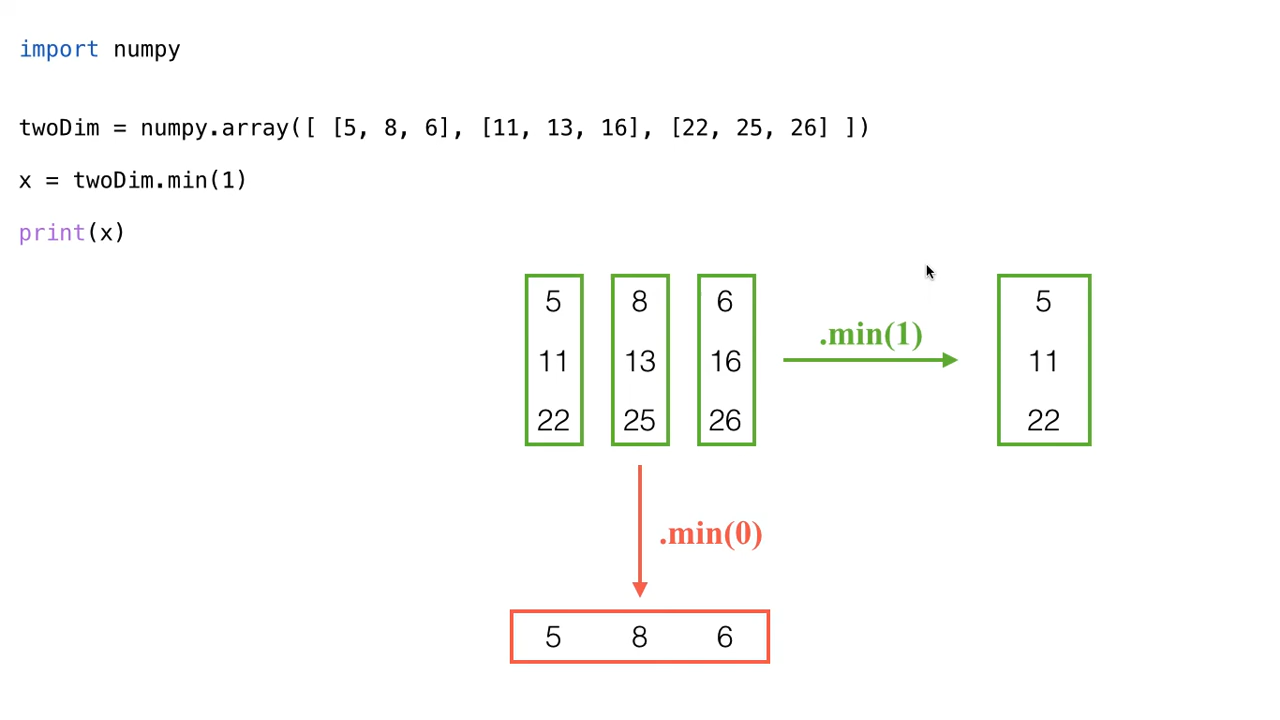 import numpy
twoDim = numpy.array([ [5, 8, 6], [11, 13, 16], [22, 25, 26] ])
x = twoDim.min(1)
print(x)
5 8 6 .min(1) 5
11 13 16 11
22 25 26 22
.min(0)
5 8 6